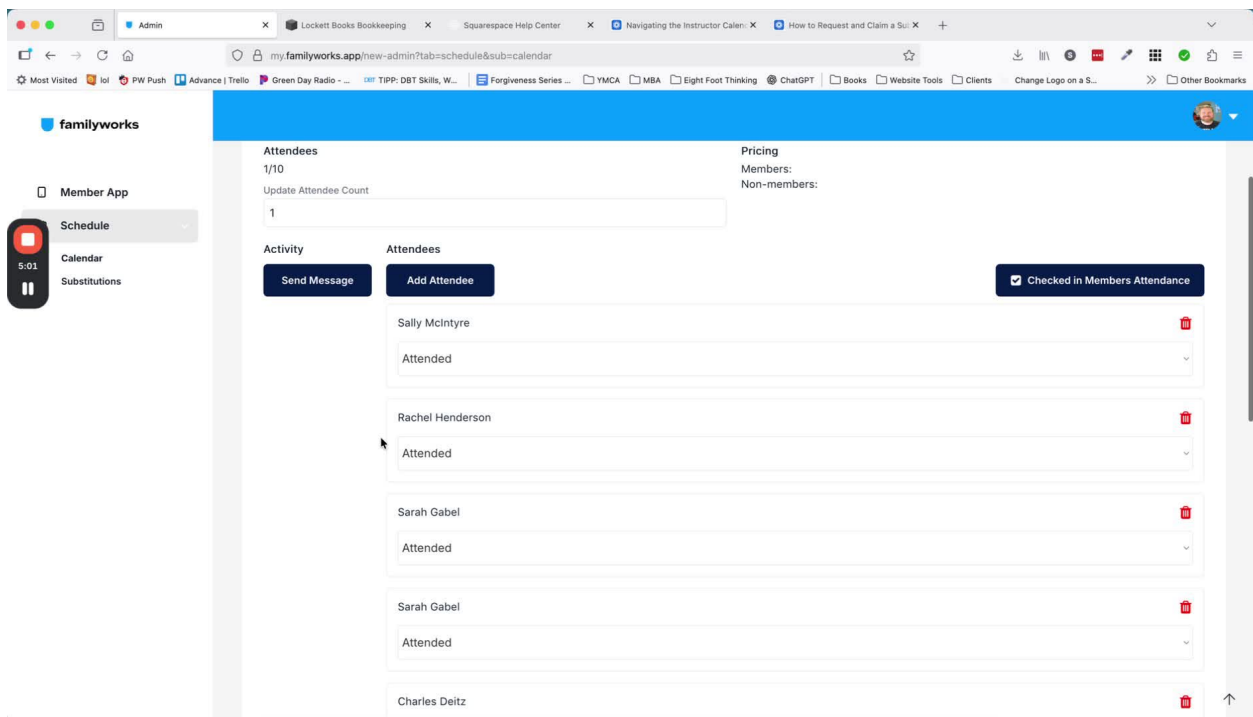 Admin
Lockett Books Bookkeeping
Squarespace Help Center
Navigating the Instructor Calen
How to Request and Claim a Su
my.familyworks.app/new-admin?tab=schedule&sub=calendar
Most Visited
lol
PW Push
Advance | Trello
Green Day Radio - ...
DBT TIPP: DBT Skills, W...
Forgiveness Series ...
YMCA
MBA
Eight Foot Thinking
ChatGPT
Books
Website Tools
Clients
Change Logo on a S...
Other Bookmarks
familyworks
Member App
Schedule
Calendar
Substitutions
5:01
Attendees
1/10
Update Attendee Count
1
Pricing
Members:
Non-members:
Activity
Attendees
Send Message
Add Attendee
Checked in Members Attendance
Sally McIntyre
Attended
Rachel Henderson
Attended
Sarah Gabel
Attended
Sarah Gabel
Attended
Charles Deitz